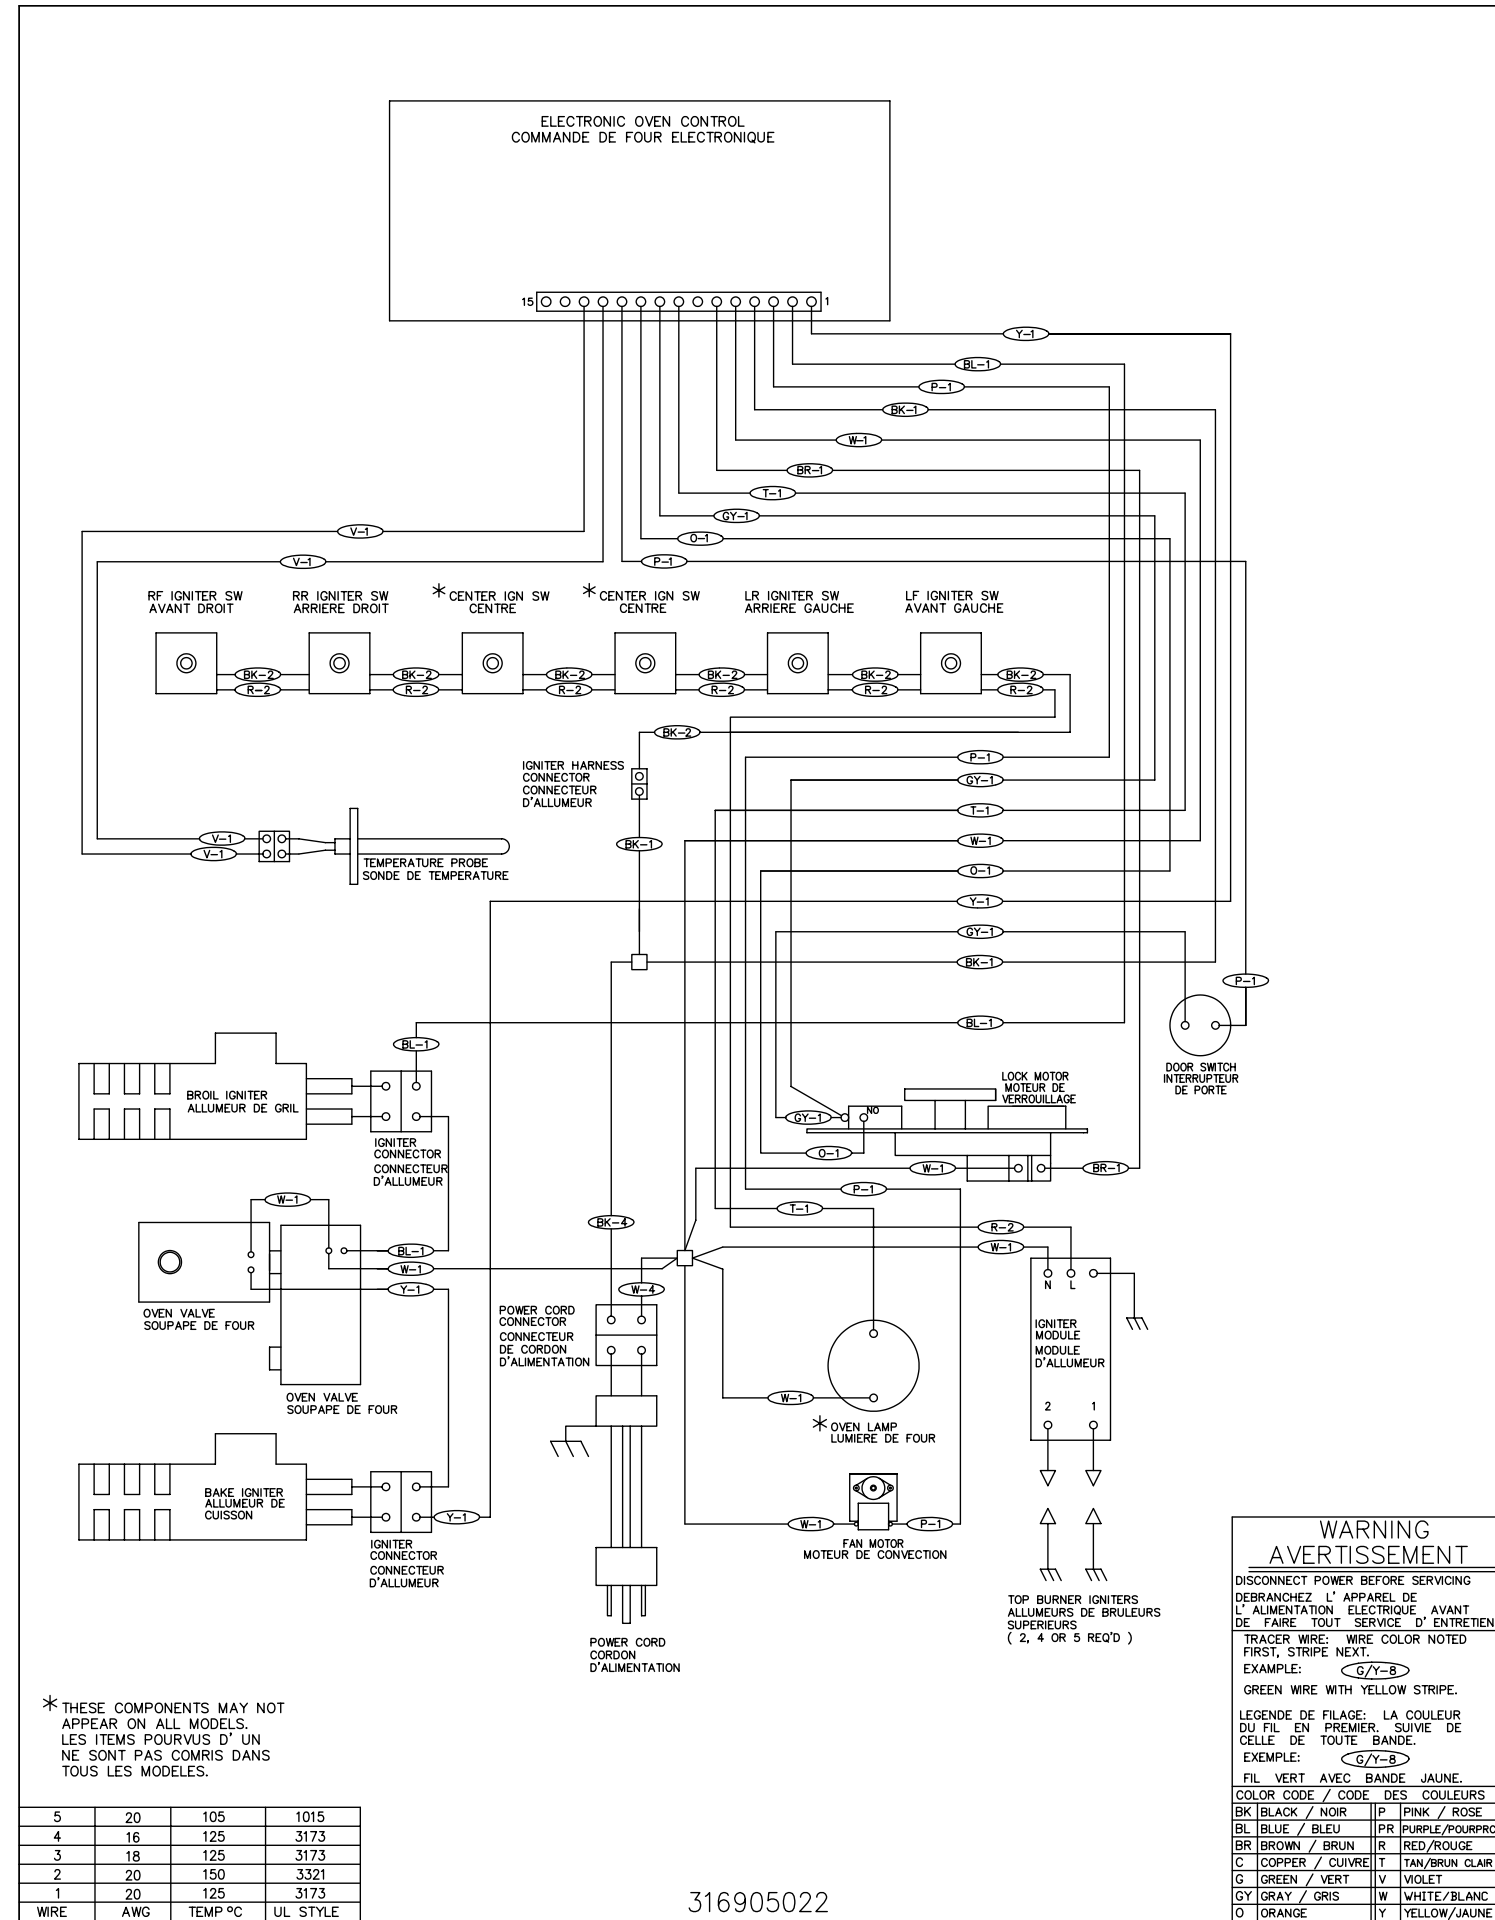 ELECTRONIC OVEN CONTROL
COMMANDE DE FOUR ELECTRONIQUE
15
1
Y-1
BL-1
P-1
BK-1
W-1
BR-1
T-1
GY-1
V-1
O-1
V-1
P-1
RF IGNITER SW
AVANT DROIT
RR IGNITER SW
ARRIERE DROIT
* CENTER IGN SW
CENTRE
* CENTER IGN SW
CENTRE
LR IGNITER SW
ARRIERE GAUCHE
LF IGNITER SW
AVANT GAUCHE
BK-2
BK-2
BK-2
BK-2
BK-2
BK-2
R-2
R-2
R-2
R-2
R-2
R-2
BK-2
IGNITER HARNESS
CONNECTOR
CONNECTEUR
D'ALLUMEUR
P-1
GY-1
T-1
V-1
BK-1
W-1
V-1
TEMPERATURE PROBE
SONDE DE TEMPERATURE
O-1
Y-1
GY-1
BK-1
P-1
BL-1
BL-1
DOOR SWITCH
INTERRUPTEUR
DE PORTE
BROIL IGNITER
ALLUMEUR DE GRIL
LOCK MOTOR
MOTEUR DE
VERROUILLAGE
NO
GY-1
IGNITER
CONNECTOR
CONNECTEUR
D'ALLUMEUR
O-1
W-1
BR-1
W-1
P-1
T-1
BK-4
R-2
BL-1
W-1
W-1
Y-1
W-4
N
L
OVEN VALVE
SOUPAPE DE FOUR
POWER CORD
CONNECTOR
CONNECTEUR
DE CORDON
D'ALIMENTATION
IGNITER
MODULE
MODULE
D'ALLUMEUR
OVEN VALVE
SOUPAPE DE FOUR
W-1
2
1
* OVEN LAMP
LUMIERE DE FOUR
BAKE IGNITER
ALLUMEUR DE
CUISSON
Y-1
W-1
P-1
IGNITER
CONNECTOR
CONNECTEUR
D'ALLUMEUR
FAN MOTOR
MOTEUR DE CONVECTION
TOP BURNER IGNITERS
ALLUMEURS DE BRULEURS
SUPERIEURS
( 2, 4 OR 5 REQ'D )
POWER CORD
CORDON
D'ALIMENTATION
WARNING
AVERTISSEMENT
DISCONNECT POWER BEFORE SERVICING
DEBRANCHEZ L' APPAREL DE
L' ALIMENTATION ELECTRIQUE AVANT
DE FAIRE TOUT SERVICE D' ENTRETIEN
TRACER WIRE: WIRE COLOR NOTED
FIRST, STRIPE NEXT.
EXAMPLE: G/Y-8
GREEN WIRE WITH YELLOW STRIPE.
LEGENDE DE FILAGE: LA COULEUR
DU FIL EN PREMIER. SUIVIE DE
CELLE DE TOUTE BANDE.
EXEMPLE: G/Y-8
FIL VERT AVEC BANDE JAUNE.
COLOR CODE / CODE DES COULEURS
BK BLACK / NOIR P PINK / ROSE
BL BLUE / BLEU PR PURPLE/POURPRO
BR BROWN / BRUN R RED/ROUGE
C COPPER / CUIVRE T TAN/BRUN CLAIR
G GREEN / VERT V VIOLET
GY GRAY / GRIS W WHITE/BLANC
O ORANGE Y YELLOW/JAUNE
* THESE COMPONENTS MAY NOT
APPEAR ON ALL MODELS.
LES ITEMS POURVUS D' UN
NE SONT PAS COMRIS DANS
TOUS LES MODELES.
5 20 105 1015
4 16 125 3173
3 18 125 3173
2 20 150 3321
1 20 125 3173
WIRE AWG TEMP ºC UL STYLE
316905022